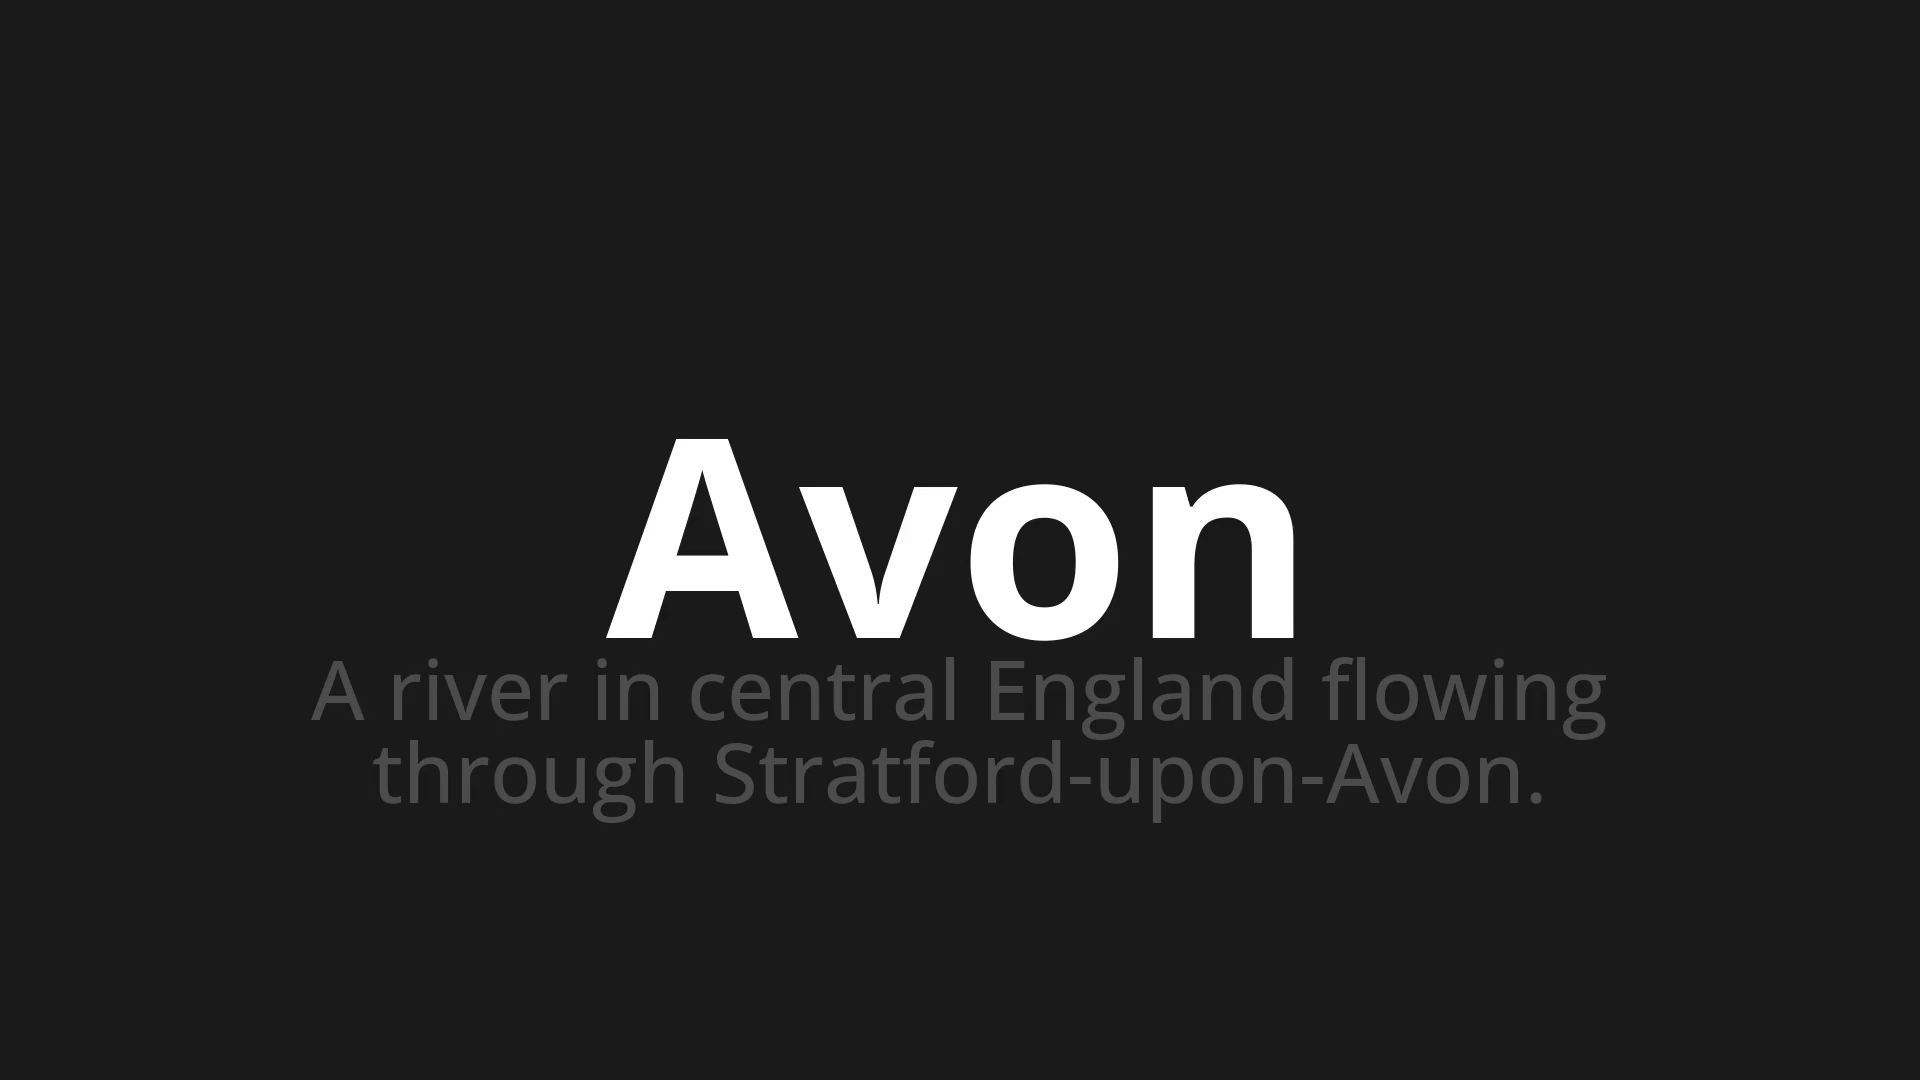 Avon
A river in central England flowing
through Stratford-upon-Avon.